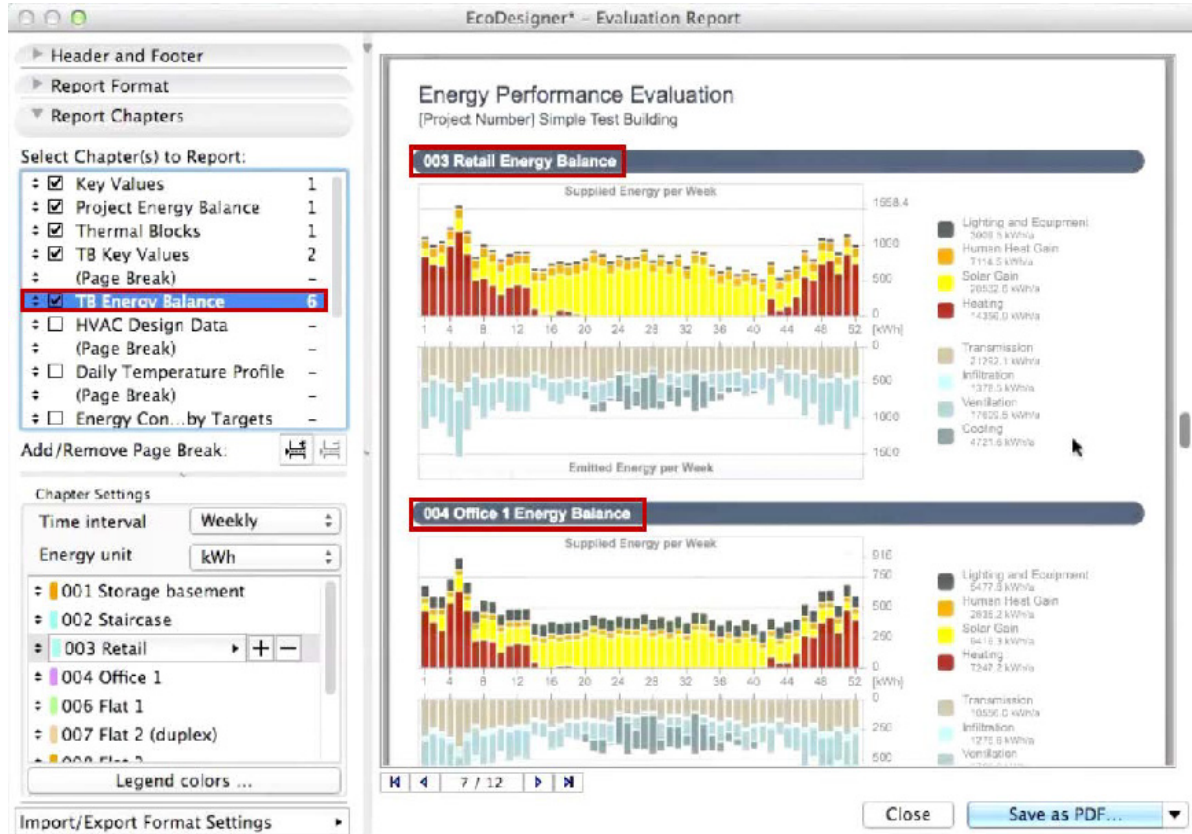 EcoDesigner* – Evaluation Report
Header and Footer
Report Format
Report Chapters
Select Chapter(s) to Report:
Key Values 1
Project Energy Balance 1
Thermal Blocks 1
TB Key Values 2
(Page Break) –
TB Energy Balance 6
HVAC Design Data –
(Page Break) –
Daily Temperature Profile –
(Page Break) –
Energy Con...by Targets –
Add/Remove Page Break:
Chapter Settings
Time interval Weekly
Energy unit kWh
001 Storage basement
002 Staircase
003 Retail
004 Office 1
006 Flat 1
007 Flat 2 (duplex)
Legend colors ...
Import/Export Format Settings
Energy Performance Evaluation
[Project Number] Simple Test Building
003 Retail Energy Balance
Supplied Energy per Week
1000
500
0
1 4 8 12 16 20 24 28 32 36 40 44 48 52 [kWh]
0
500
1000
Emitted Energy per Week
Lighting and Equipment
Human Heat Gain
Solar Gain
Heating
Transmission
Infiltration
Ventilation
Cooling
004 Office 1 Energy Balance
Supplied Energy per Week
750
500
250
0
1 4 8 12 16 20 24 28 32 36 40 44 48 52 [kWh]
0
250
500
Lighting and Equipment
Human Heat Gain
Solar Gain
Heating
Transmission
Infiltration
Ventilation
7 / 12
Close
Save as PDF...